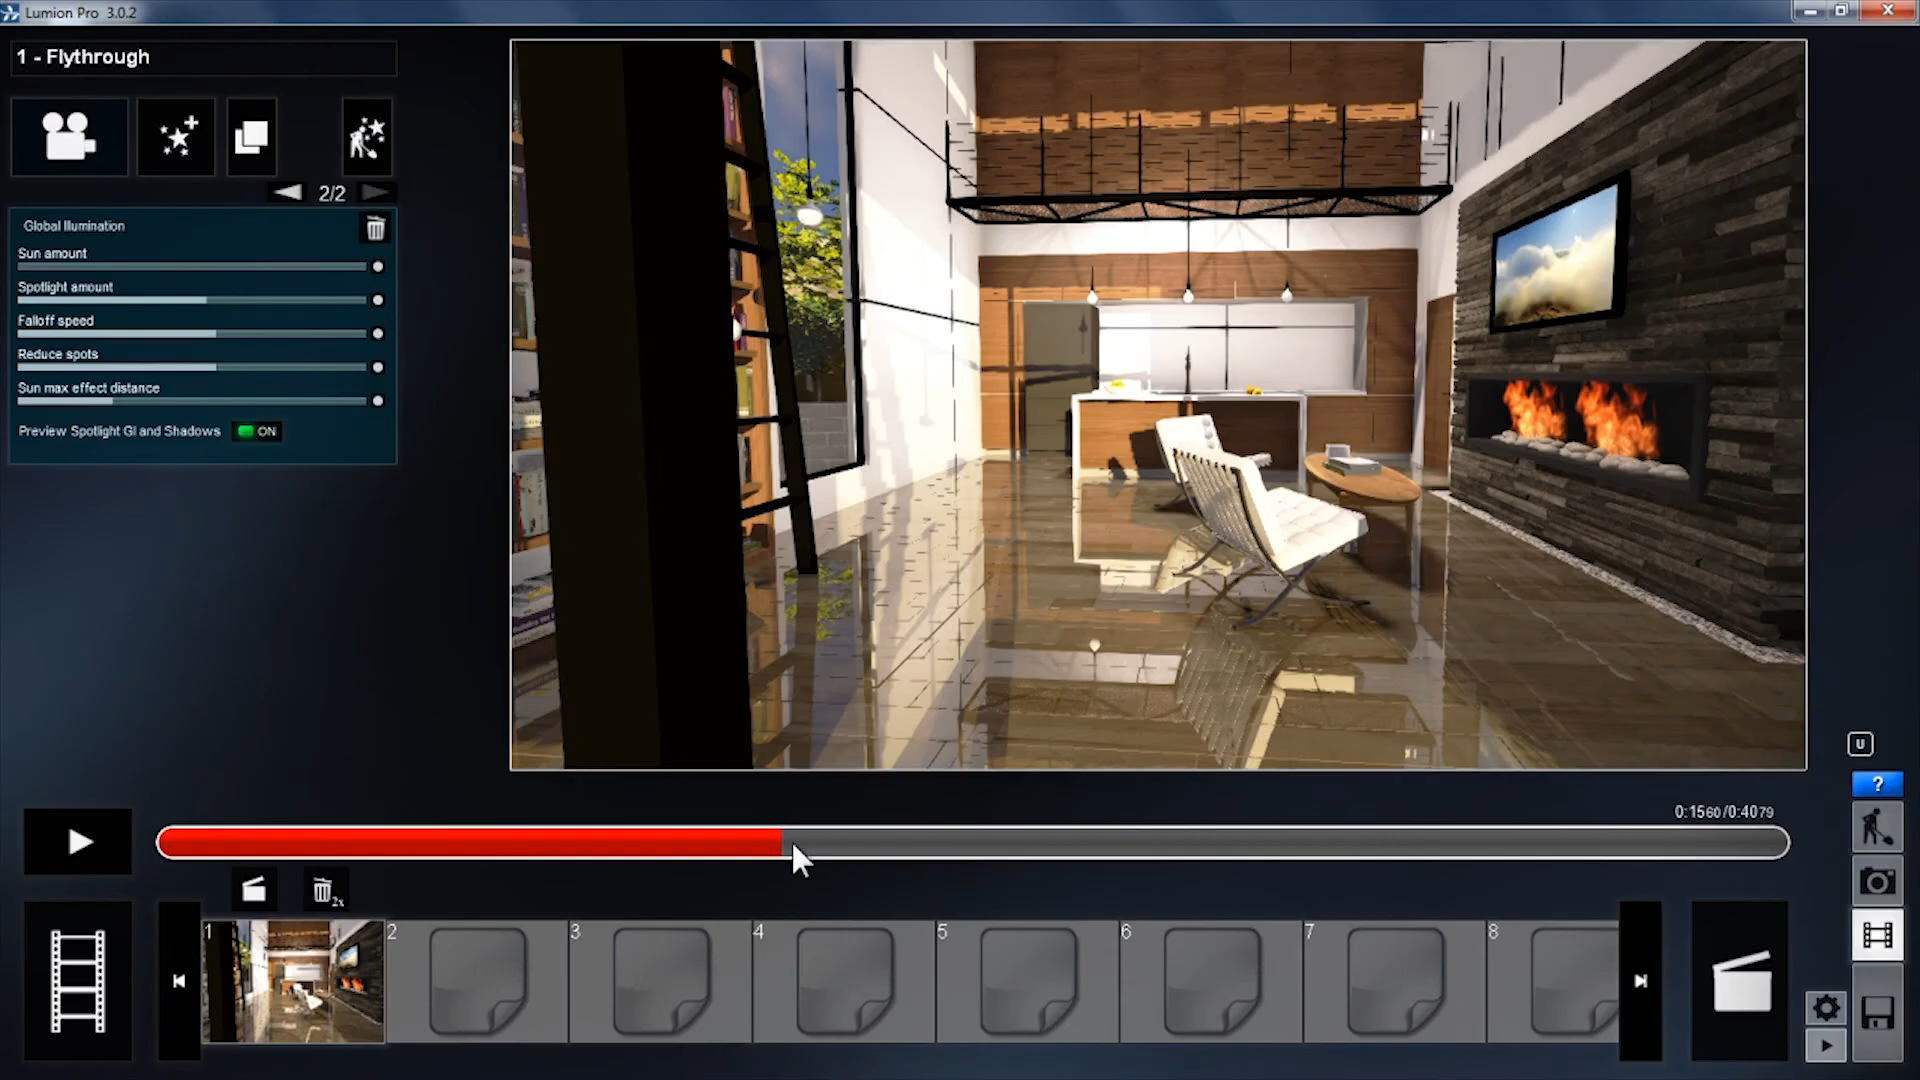 Lumion Pro 3.0.2
1 - Flythrough
2/2
Global Illumination
Sun amount
Spotlight amount
Falloff speed
Reduce spots
Sun max effect distance
Preview Spotlight GI and Shadows ON
U
?
0:1560/0:4079
2x
1 2 3 4 5 6 7 8